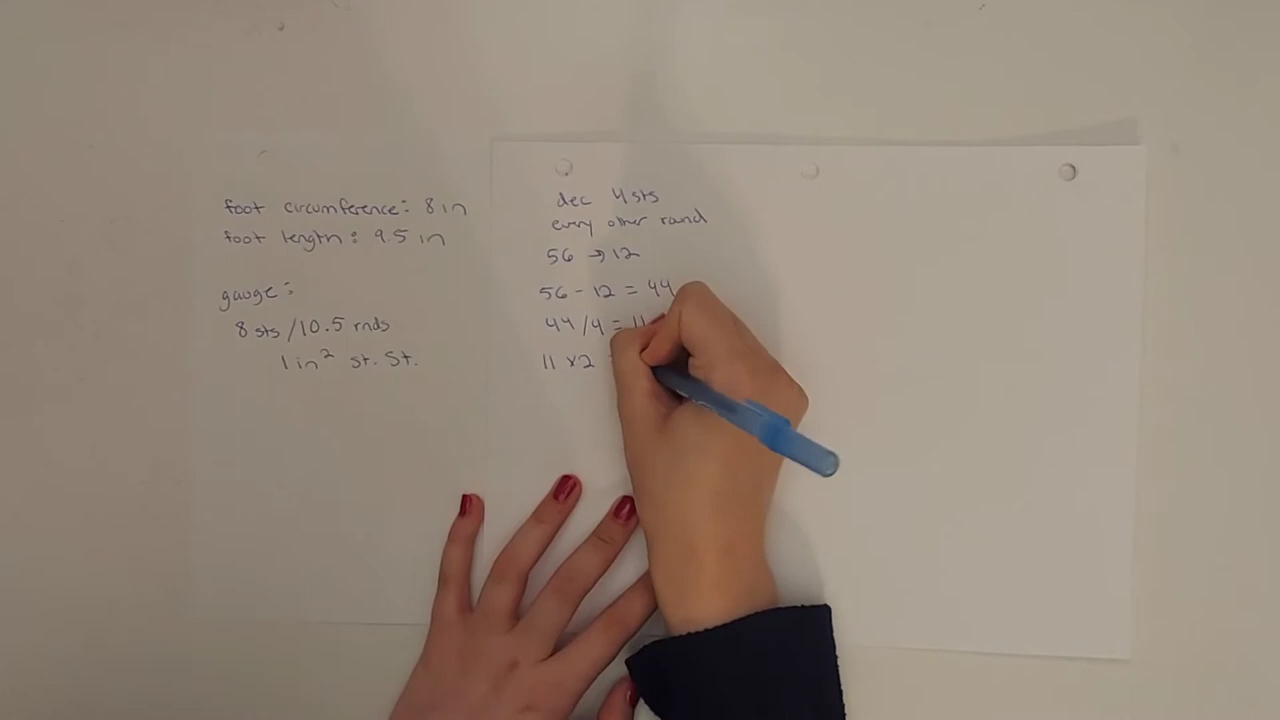 foot circumference: 8 in
foot length: 9.5 in
gauge:
8 sts /10.5 rnds
1 in² st. st.
dec 4 sts
every other round
56 → 12
56 - 12 = 44
44 /4 = 11
11 x 2